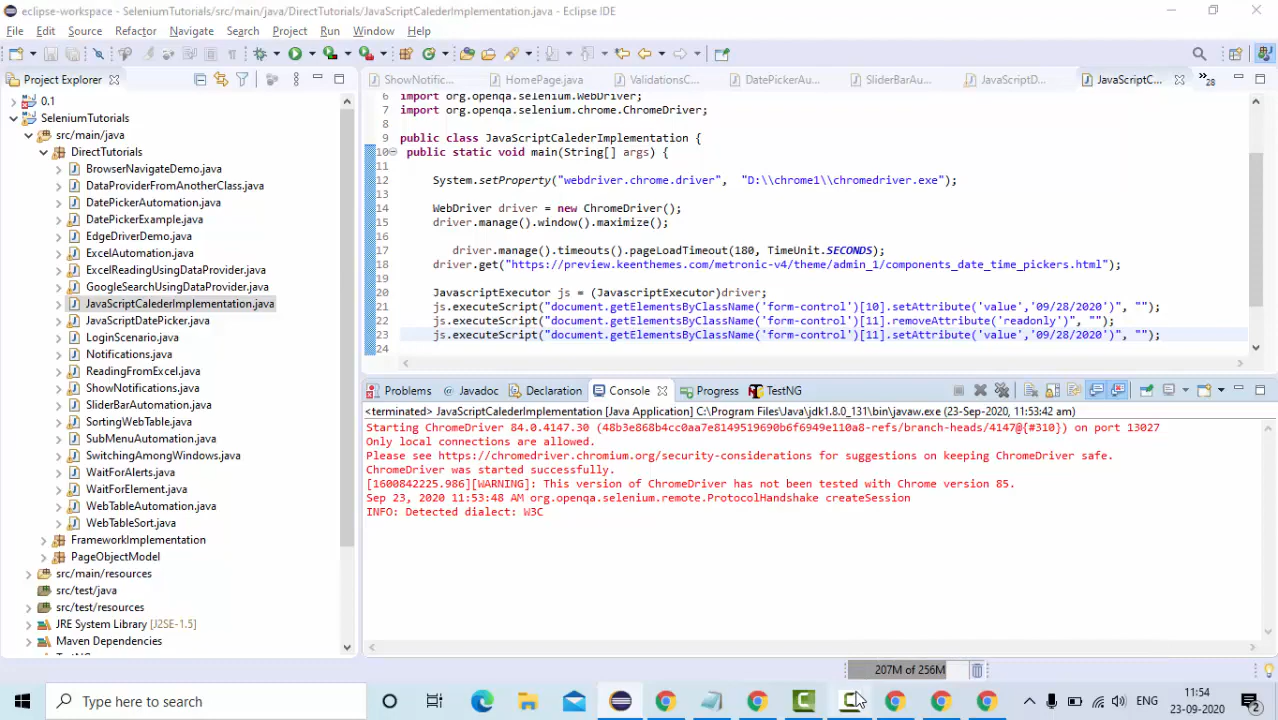 eclipse-workspace - SeleniumTutorials/src/main/java/DirectTutorials/JavaScriptCalederImplementation.java - Eclipse IDE
File Edit Source Refactor Navigate Search Project Run Window Help
Project Explorer
ShowNotific... HomePage.java ValidationsC... DatePickerAu... SliderBarAu... JavaScriptD... JavaScriptC... »28
0.1
SeleniumTutorials
src/main/java
DirectTutorials
BrowserNavigateDemo.java
DataProviderFromAnotherClass.java
DatePickerAutomation.java
DatePickerExample.java
EdgeDriverDemo.java
ExcelAutomation.java
ExcelReadingUsingDataProvider.java
GoogleSearchUsingDataProvider.java
JavaScriptCalederImplementation.java
JavaScriptDatePicker.java
LoginScenario.java
Notifications.java
ReadingFromExcel.java
ShowNotifications.java
SliderBarAutomation.java
SortingWebTable.java
SubMenuAutomation.java
SwitchingAmongWindows.java
WaitForAlerts.java
WaitForElement.java
WebTableAutomation.java
WebTableSort.java
FrameworkImplementation
PageObjectModel
src/main/resources
src/test/java
src/test/resources
JRE System Library [J2SE-1.5]
Maven Dependencies
6 import org.openqa.selenium.WebDriver;
7 import org.openqa.selenium.chrome.ChromeDriver;
8
9 public class JavaScriptCalederImplementation {
10 public static void main(String[] args) {
11
12 System.setProperty("webdriver.chrome.driver", "D:\\chrome1\\chromedriver.exe");
13
14 WebDriver driver = new ChromeDriver();
15 driver.manage().window().maximize();
16
17 driver.manage().timeouts().pageLoadTimeout(180, TimeUnit.SECONDS);
18 driver.get("https://preview.keenthemes.com/metronic-v4/theme/admin_1/components_date_time_pickers.html");
19
20 JavascriptExecutor js = (JavascriptExecutor)driver;
21 js.executeScript("document.getElementsByClassName('form-control')[10].setAttribute('value','09/28/2020')", "");
22 js.executeScript("document.getElementsByClassName('form-control')[11].removeAttribute('readonly')", "");
23 js.executeScript("document.getElementsByClassName('form-control')[11].setAttribute('value','09/28/2020')", "");
24
Problems Javadoc Declaration Console Progress TestNG
<terminated> JavaScriptCalederImplementation [Java Application] C:\Program Files\Java\jdk1.8.0_131\bin\javaw.exe (23-Sep-2020, 11:53:42 am)
Starting ChromeDriver 84.0.4147.30 (48b3e868b4cc0aa7e8149519690b6f6949e110a8-refs/branch-heads/4147@{#310}) on port 13027
Only local connections are allowed.
Please see https://chromedriver.chromium.org/security-considerations for suggestions on keeping ChromeDriver safe.
ChromeDriver was started successfully.
[1600842225.986][WARNING]: This version of ChromeDriver has not been tested with Chrome version 85.
Sep 23, 2020 11:53:48 AM org.openqa.selenium.remote.ProtocolHandshake createSession
INFO: Detected dialect: W3C
207M of 256M
Type here to search
ENG
11:54
23-09-2020
2